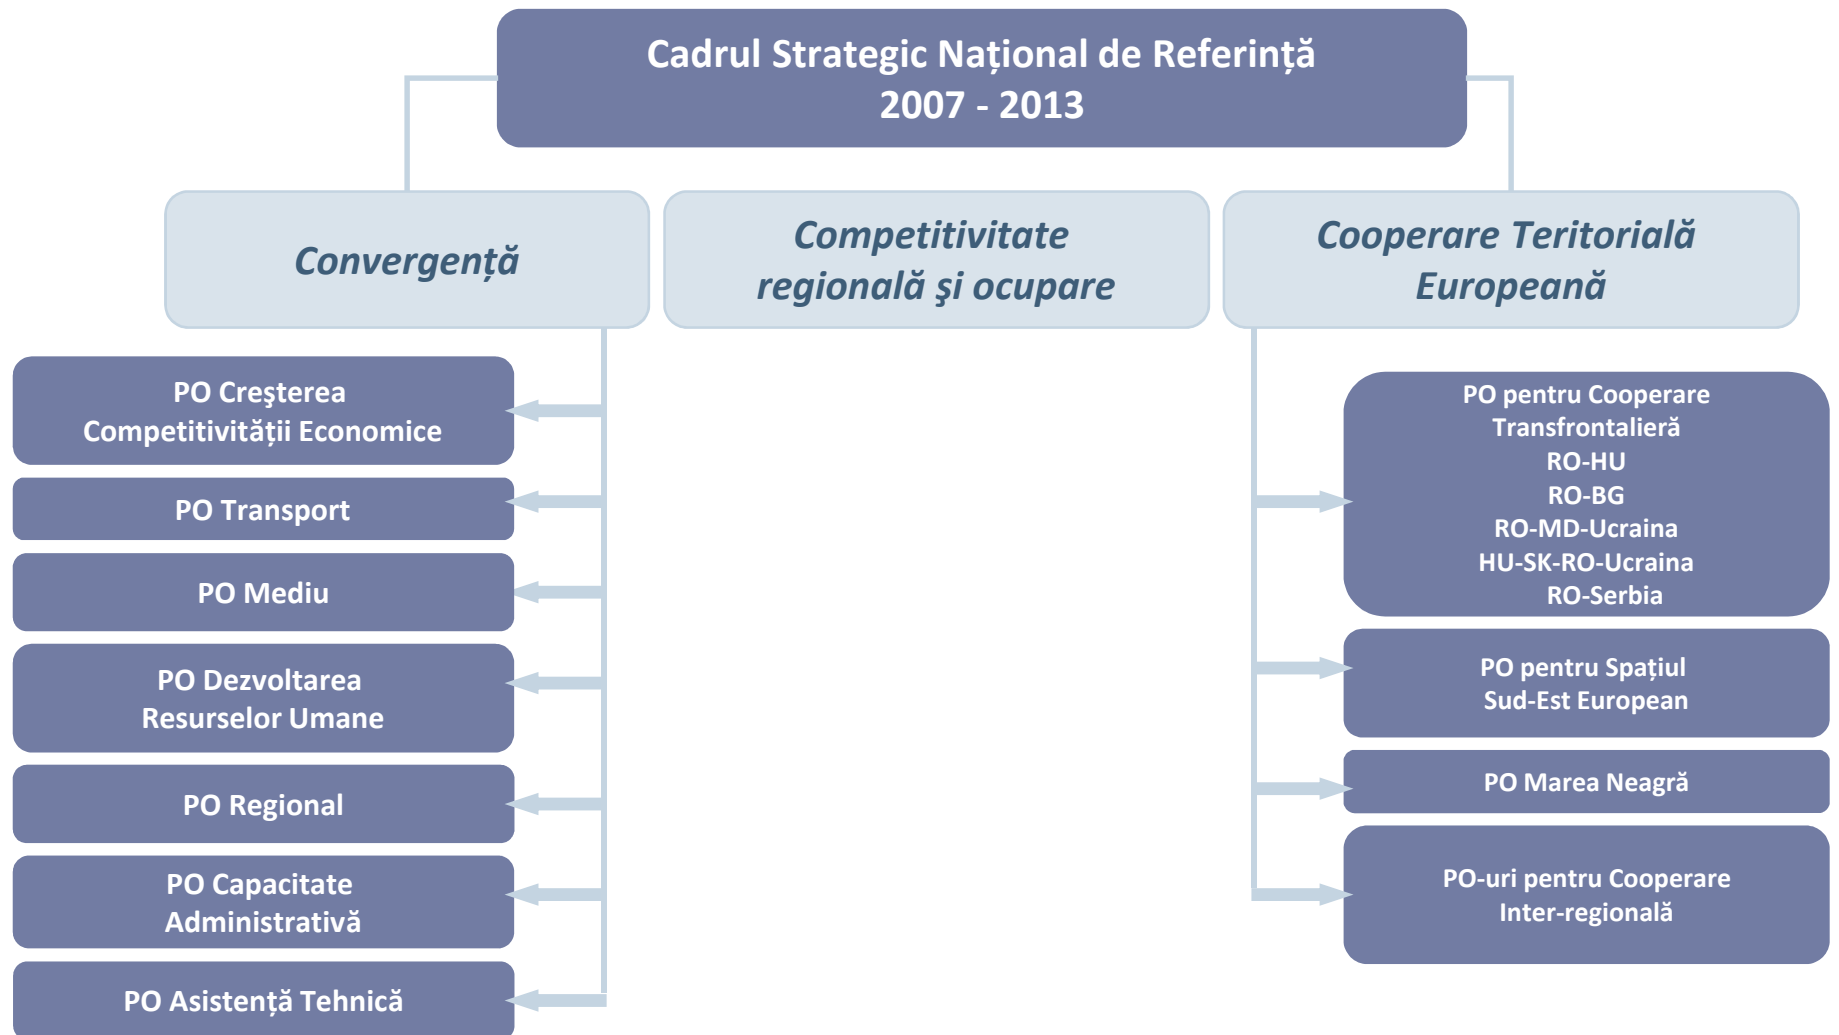 Cadrul Strategic Național de Referință
2007 - 2013
Convergență
Competitivitate
regională şi ocupare
Cooperare Teritorială
Europeană
PO Creşterea
Competitivității Economice
PO Transport
PO Mediu
PO Dezvoltarea
Resurselor Umane
PO Regional
PO Capacitate
Administrativă
PO Asistență Tehnică
PO pentru Cooperare
Transfrontalieră
RO-HU
RO-BG
RO-MD-Ucraina
HU-SK-RO-Ucraina
RO-Serbia
PO pentru Spațiul
Sud-Est European
PO Marea Neagră
PO-uri pentru Cooperare
Inter-regională